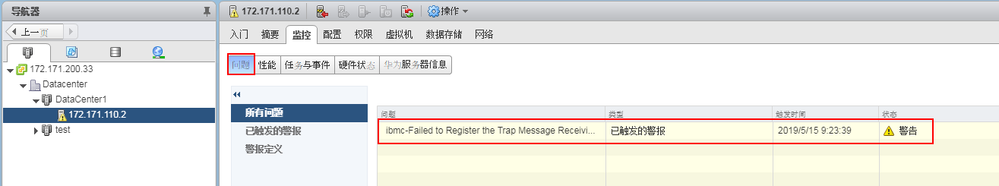 导航器
上一页
172.171.200.33
Datacenter
DataCenter1
172.171.110.2
test
172.171.110.2 操作
入门 摘要 监控 配置 权限 虚拟机 数据存储 网络
问题 性能 任务与事件 硬件状态 华为服务器信息
所有问题
已触发的警报
警报定义
问题 类型 触发时间 状态
ibmc-Failed to Register the Trap Message Receivi... 已触发的警报 2019/5/15 9:23:39 警告